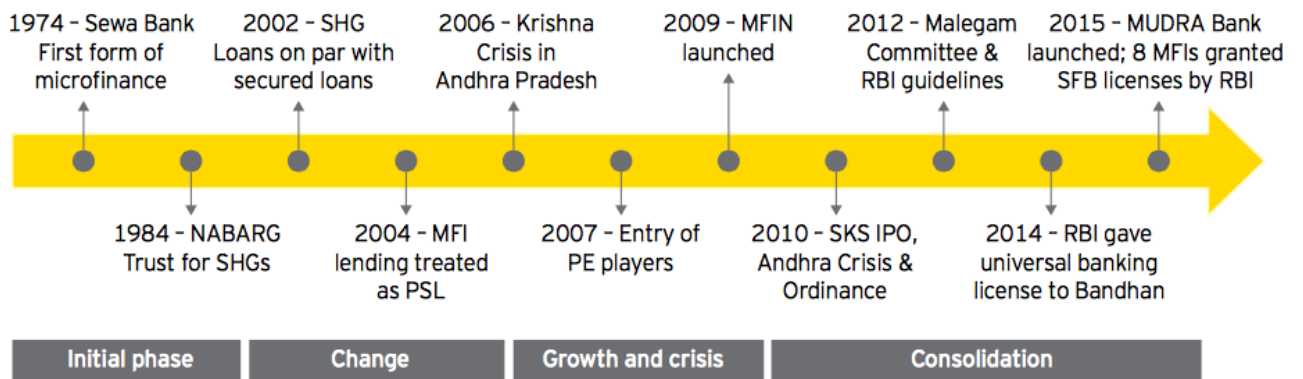 1974 – Sewa Bank
First form of
microfinance
2002 – SHG
Loans on par with
secured loans
2006 – Krishna
Crisis in
Andhra Pradesh
2009 – MFIN
launched
2012 – Malegam
Committee &
RBI guidelines
2015 – MUDRA Bank
launched; 8 MFIs granted
SFB licenses by RBI
1984 – NABARG
Trust for SHGs
2004 – MFI
lending treated
as PSL
2007 – Entry of
PE players
2010 – SKS IPO,
Andhra Crisis &
Ordinance
2014 – RBI gave
universal banking
license to Bandhan
Initial phase
Change
Growth and crisis
Consolidation